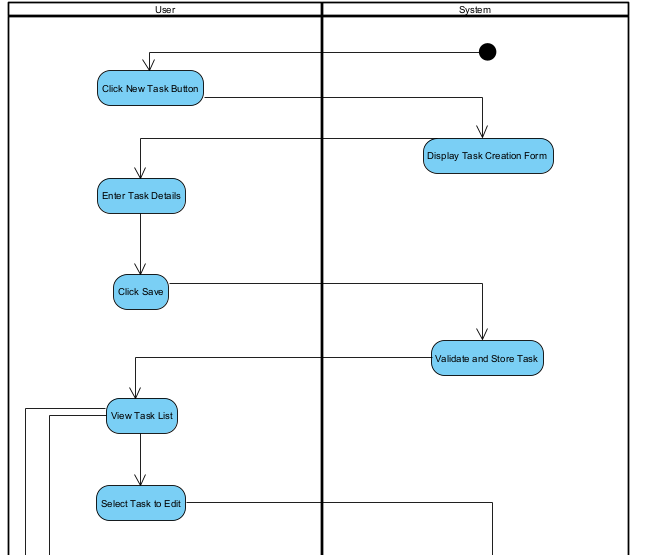 User
System
Click New Task Button
Display Task Creation Form
Enter Task Details
Click Save
Validate and Store Task
View Task List
Select Task to Edit